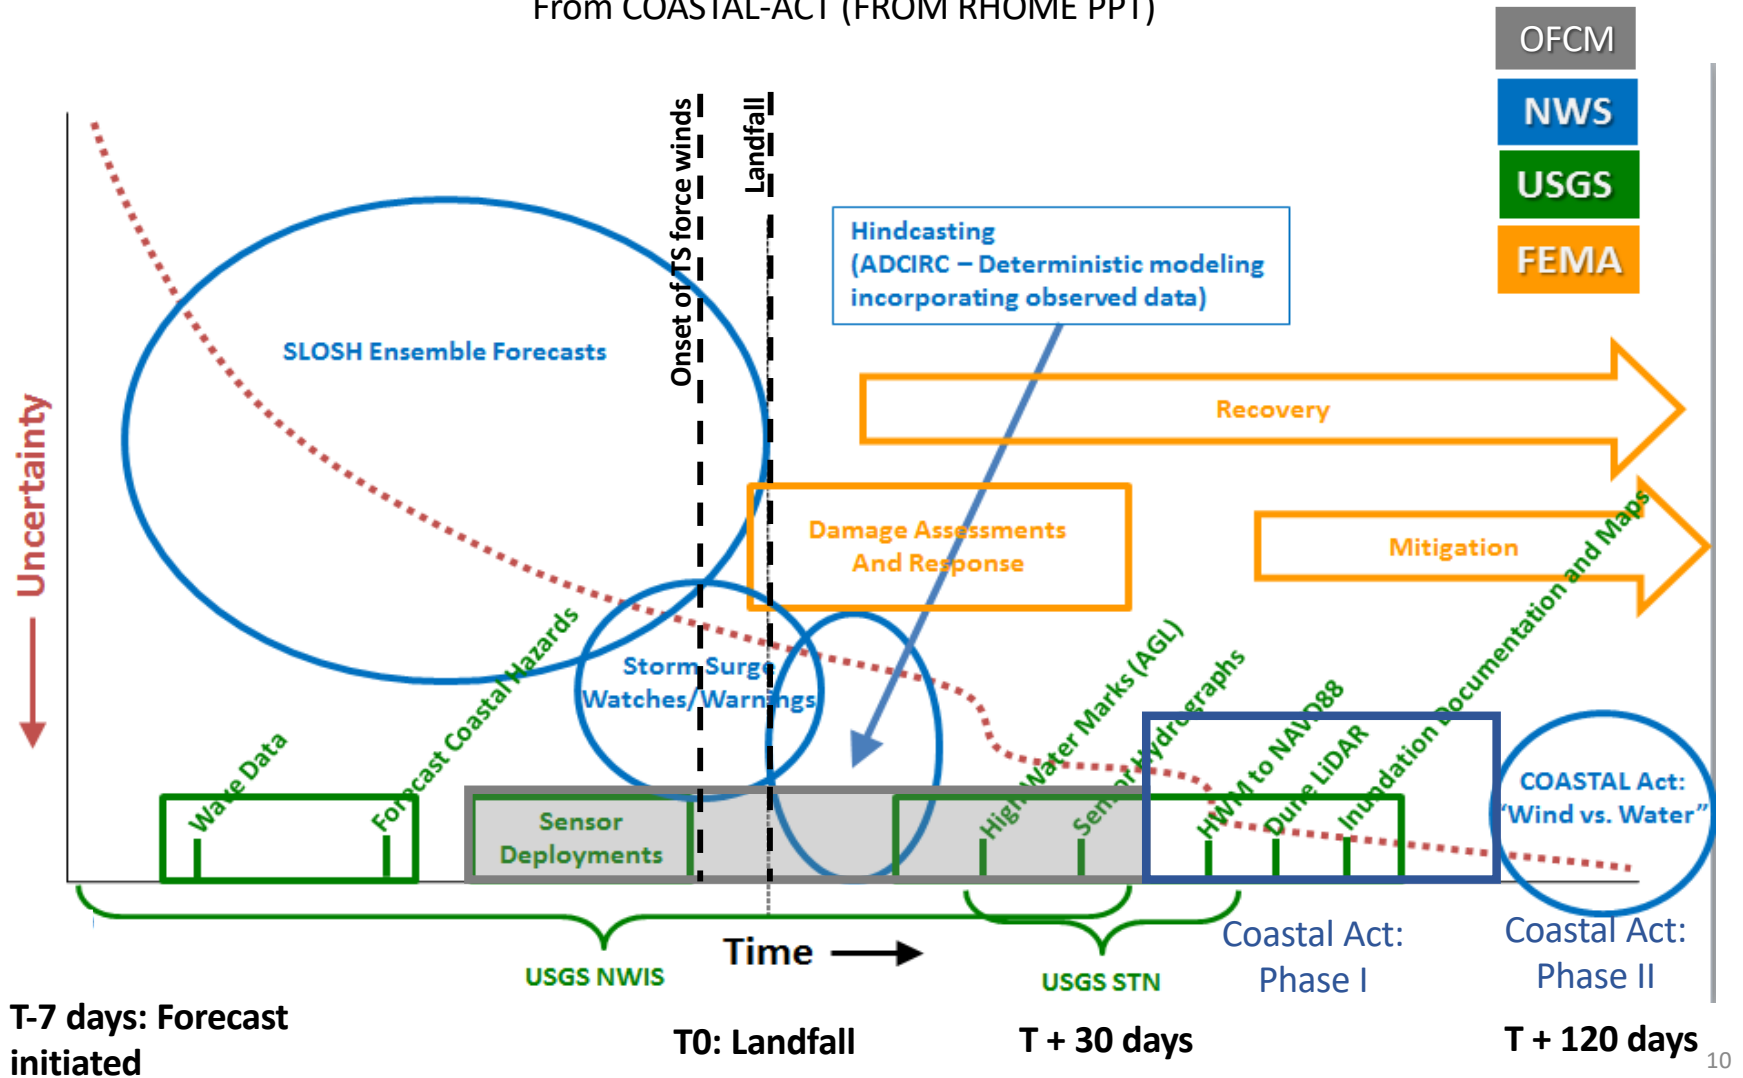 From COASTAL-ACT (FROM RHOME PPT)
OFCM
NWS
USGS
FEMA
Onset of TS force winds
Landfall
Hindcasting
(ADCIRC – Deterministic modeling
incorporating observed data)
SLOSH Ensemble Forecasts
Recovery
Uncertainty
Damage Assessments
And Response
Mitigation
Storm Surge
Watches/Warnings
Wave Data
Forecast Coastal Hazards
Sensor
Deployments
High Water Marks (AGL)
Sensor Hydrographs
HWM to NAVD88
Dune LiDAR
Inundation Documentation and Maps
COASTAL Act:
“Wind vs. Water”
Time
USGS NWIS
USGS STN
Coastal Act:
Phase I
Coastal Act:
Phase II
T-7 days: Forecast
initiated
T0: Landfall
T + 30 days
T + 120 days
10